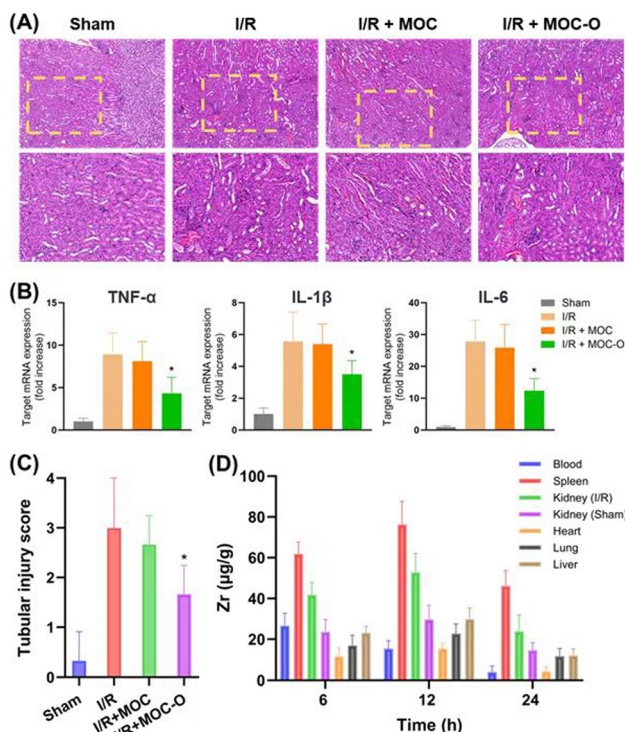 (A)
Sham I/R I/R + MOC I/R + MOC-O
(B)
TNF-α IL-1β IL-6
Target mRNA expression
(fold increase)
15
10
5
0
Target mRNA expression
(fold increase)
8
6
4
2
0
Target mRNA expression
(fold increase)
40
30
20
10
0
*
*
*
Sham
I/R
I/R + MOC
I/R + MOC-O
(C)
Tubular injury score
4
3
2
1
0
*
Sham
I/R
I/R+MOC
I/R+MOC-O
(D)
Zr (μg/g)
100
80
60
40
20
0
Blood
Spleen
Kidney (I/R)
Kidney (Sham)
Heart
Lung
Liver
6 12 24
Time (h)